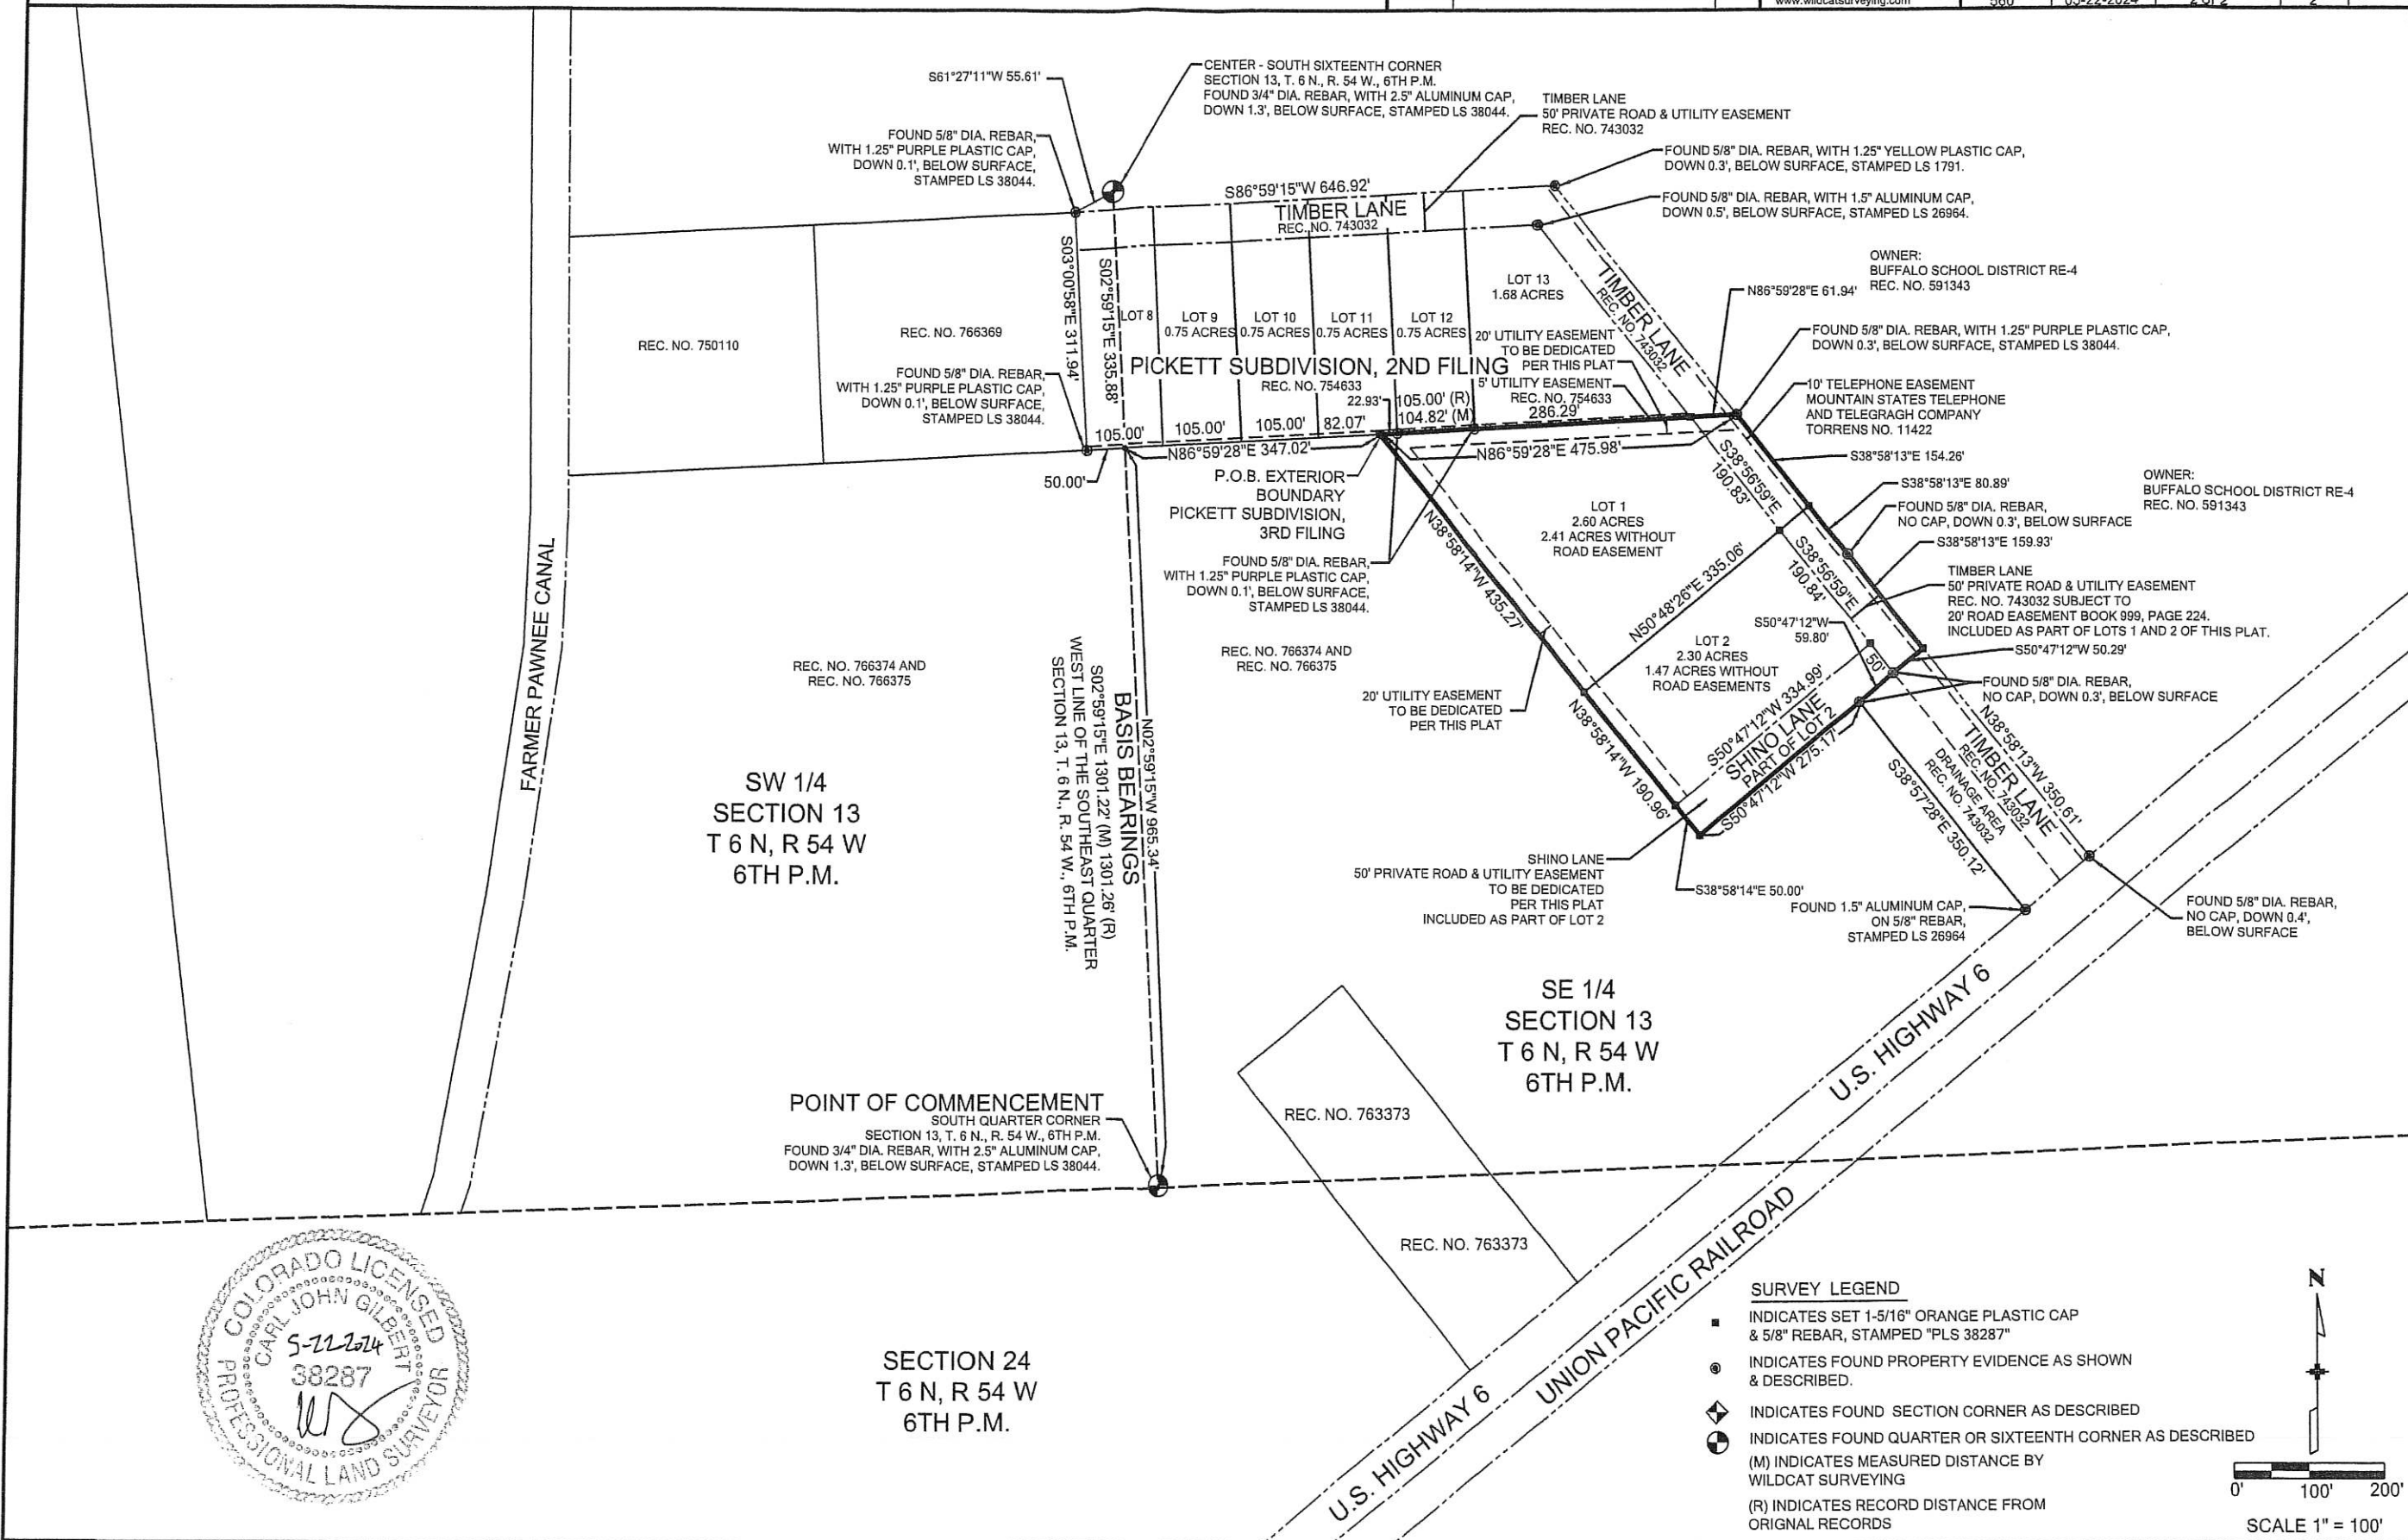 www.wildcatsurveying.com
560
05-22-2024
2 OF 2
2
S61°27'11"W 55.61'
CENTER - SOUTH SIXTEENTH CORNER
SECTION 13, T. 6 N., R. 54 W., 6TH P.M.
FOUND 3/4" DIA. REBAR, WITH 2.5" ALUMINUM CAP,
DOWN 1.3', BELOW SURFACE, STAMPED LS 38044.
TIMBER LANE
50' PRIVATE ROAD & UTILITY EASEMENT
REC. NO. 743032
FOUND 5/8" DIA. REBAR,
WITH 1.25" PURPLE PLASTIC CAP,
DOWN 0.1', BELOW SURFACE,
STAMPED LS 38044.
FOUND 5/8" DIA. REBAR, WITH 1.25" YELLOW PLASTIC CAP,
DOWN 0.3', BELOW SURFACE, STAMPED LS 1791.
FOUND 5/8" DIA. REBAR, WITH 1.5" ALUMINUM CAP,
DOWN 0.5', BELOW SURFACE, STAMPED LS 26964.
S86°59'15"W 646.92'
TIMBER LANE
REC. NO. 743032
OWNER:
BUFFALO SCHOOL DISTRICT RE-4
REC. NO. 591343
N86°59'28"E 61.94'
TIMBER LANE
REC. NO. 743032
S03°00'58"E 311.94'
S02°59'15"E 335.88'
LOT 8
LOT 9
0.75 ACRES
LOT 10
0.75 ACRES
LOT 11
0.75 ACRES
LOT 12
0.75 ACRES
LOT 13
1.68 ACRES
REC. NO. 750110
REC. NO. 766369
20' UTILITY EASEMENT
TO BE DEDICATED
PER THIS PLAT
5' UTILITY EASEMENT
REC. NO. 754633
PICKETT SUBDIVISION, 2ND FILING
REC. NO. 754633
FOUND 5/8" DIA. REBAR, WITH 1.25" PURPLE PLASTIC CAP,
DOWN 0.3', BELOW SURFACE, STAMPED LS 38044.
FOUND 5/8" DIA. REBAR,
WITH 1.25" PURPLE PLASTIC CAP,
DOWN 0.1', BELOW SURFACE,
STAMPED LS 38044.
10' TELEPHONE EASEMENT
MOUNTAIN STATES TELEPHONE
AND TELEGRAGH COMPANY
TORRENS NO. 11422
22.93'
105.00' (R)
104.82' (M)
286.29'
105.00'
105.00'
105.00'
82.07'
N86°59'28"E 347.02'
N86°59'28"E 475.98'
50.00'
P.O.B. EXTERIOR
BOUNDARY
PICKETT SUBDIVISION,
3RD FILING
S38°58'13"E 154.26'
S38°58'13"E 80.89'
FOUND 5/8" DIA. REBAR,
NO CAP, DOWN 0.3', BELOW SURFACE
S38°58'13"E 159.93'
OWNER:
BUFFALO SCHOOL DISTRICT RE-4
REC. NO. 591343
S38°56'59"E
190.83'
LOT 1
2.60 ACRES
2.41 ACRES WITHOUT
ROAD EASEMENT
N38°58'14"W 435.27'
N50°48'26"E 335.06'
S38°56'59"E
190.84'
TIMBER LANE
50' PRIVATE ROAD & UTILITY EASEMENT
REC. NO. 743032 SUBJECT TO
20' ROAD EASEMENT BOOK 999, PAGE 224.
INCLUDED AS PART OF LOTS 1 AND 2 OF THIS PLAT.
FOUND 5/8" DIA. REBAR,
WITH 1.25" PURPLE PLASTIC CAP,
DOWN 0.1', BELOW SURFACE,
STAMPED LS 38044.
S50°47'12"W
59.80'
S50°47'12"W 50.29'
FOUND 5/8" DIA. REBAR,
NO CAP, DOWN 0.3', BELOW SURFACE
LOT 2
2.30 ACRES
1.47 ACRES WITHOUT
ROAD EASEMENTS
50'
REC. NO. 766374 AND
REC. NO. 766375
REC. NO. 766374 AND
REC. NO. 766375
20' UTILITY EASEMENT
TO BE DEDICATED
PER THIS PLAT
N38°58'14"W 190.96'
S50°47'12"W 334.99'
SHINO LANE
PART OF LOT 2
S50°47'12"W 275.17'
N38°58'13"W 350.61'
TIMBER LANE
REC. NO. 743032
DRAINAGE AREA
REC. NO. 743032
S38°57'28"E 350.12'
FARMER PAWNEE CANAL
N02°59'15"W 965.34'
BASIS BEARINGS
S02°59'15"E 1301.22' (M) 1301.26' (R)
WEST LINE OF THE SOUTHEAST QUARTER
SECTION 13, T. 6 N., R. 54 W., 6TH P.M.
SW 1/4
SECTION 13
T 6 N, R 54 W
6TH P.M.
SHINO LANE
50' PRIVATE ROAD & UTILITY EASEMENT
TO BE DEDICATED
PER THIS PLAT
INCLUDED AS PART OF LOT 2
S38°58'14"E 50.00'
FOUND 1.5" ALUMINUM CAP,
ON 5/8" REBAR,
STAMPED LS 26964
FOUND 5/8" DIA. REBAR,
NO CAP, DOWN 0.4',
BELOW SURFACE
SE 1/4
SECTION 13
T 6 N, R 54 W
6TH P.M.
U.S. HIGHWAY 6
POINT OF COMMENCEMENT
SOUTH QUARTER CORNER
SECTION 13, T. 6 N., R. 54 W., 6TH P.M.
FOUND 3/4" DIA. REBAR, WITH 2.5" ALUMINUM CAP,
DOWN 1.3', BELOW SURFACE, STAMPED LS 38044.
REC. NO. 763373
REC. NO. 763373
UNION PACIFIC RAILROAD
U.S. HIGHWAY 6
COLORADO LICENSED
CARL JOHN GILBERT
5-22-2024
38287
PROFESSIONAL LAND SURVEYOR
SECTION 24
T 6 N, R 54 W
6TH P.M.
SURVEY LEGEND
INDICATES SET 1-5/16" ORANGE PLASTIC CAP
& 5/8" REBAR, STAMPED "PLS 38287"
INDICATES FOUND PROPERTY EVIDENCE AS SHOWN
& DESCRIBED.
INDICATES FOUND SECTION CORNER AS DESCRIBED
INDICATES FOUND QUARTER OR SIXTEENTH CORNER AS DESCRIBED
(M) INDICATES MEASURED DISTANCE BY
WILDCAT SURVEYING
(R) INDICATES RECORD DISTANCE FROM
ORIGNAL RECORDS
N
0'
100'
200'
SCALE 1" = 100'